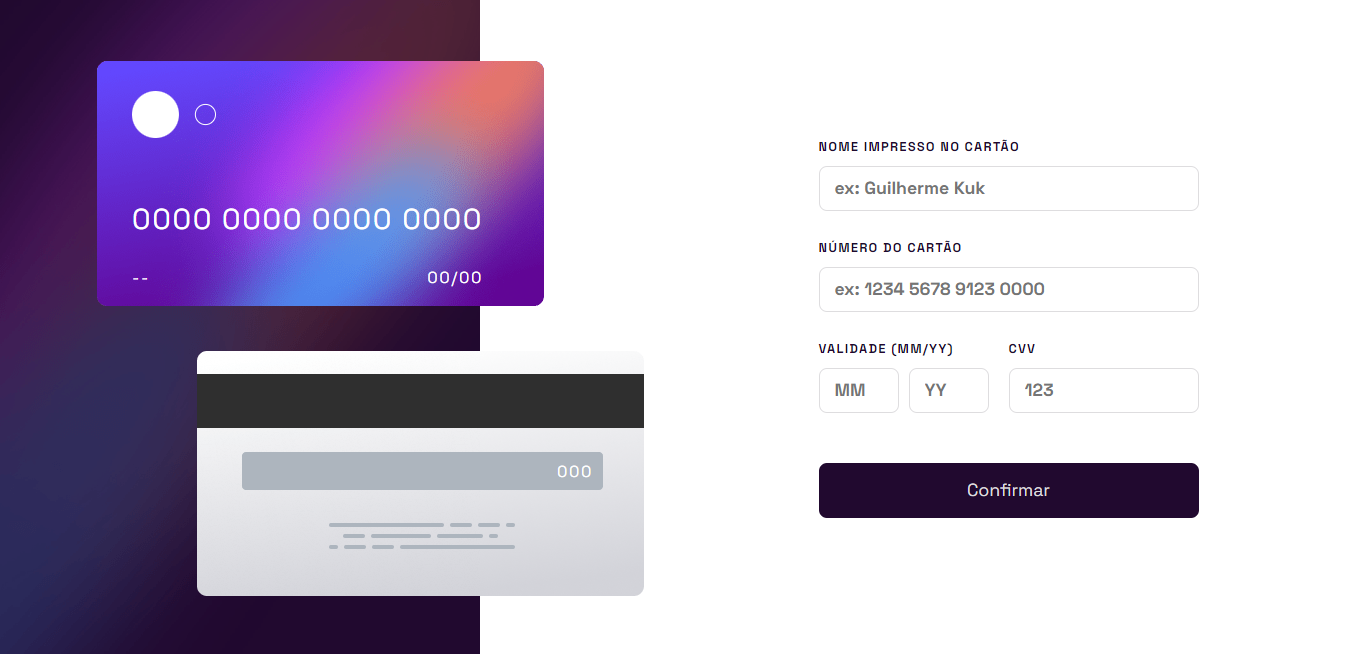 0000 0000 0000 0000
--
00/00
000
NOME IMPRESSO NO CARTÃO
ex: Guilherme Kuk
NÚMERO DO CARTÃO
ex: 1234 5678 9123 0000
VALIDADE (MM/YY)
CVV
MM
YY
123
Confirmar